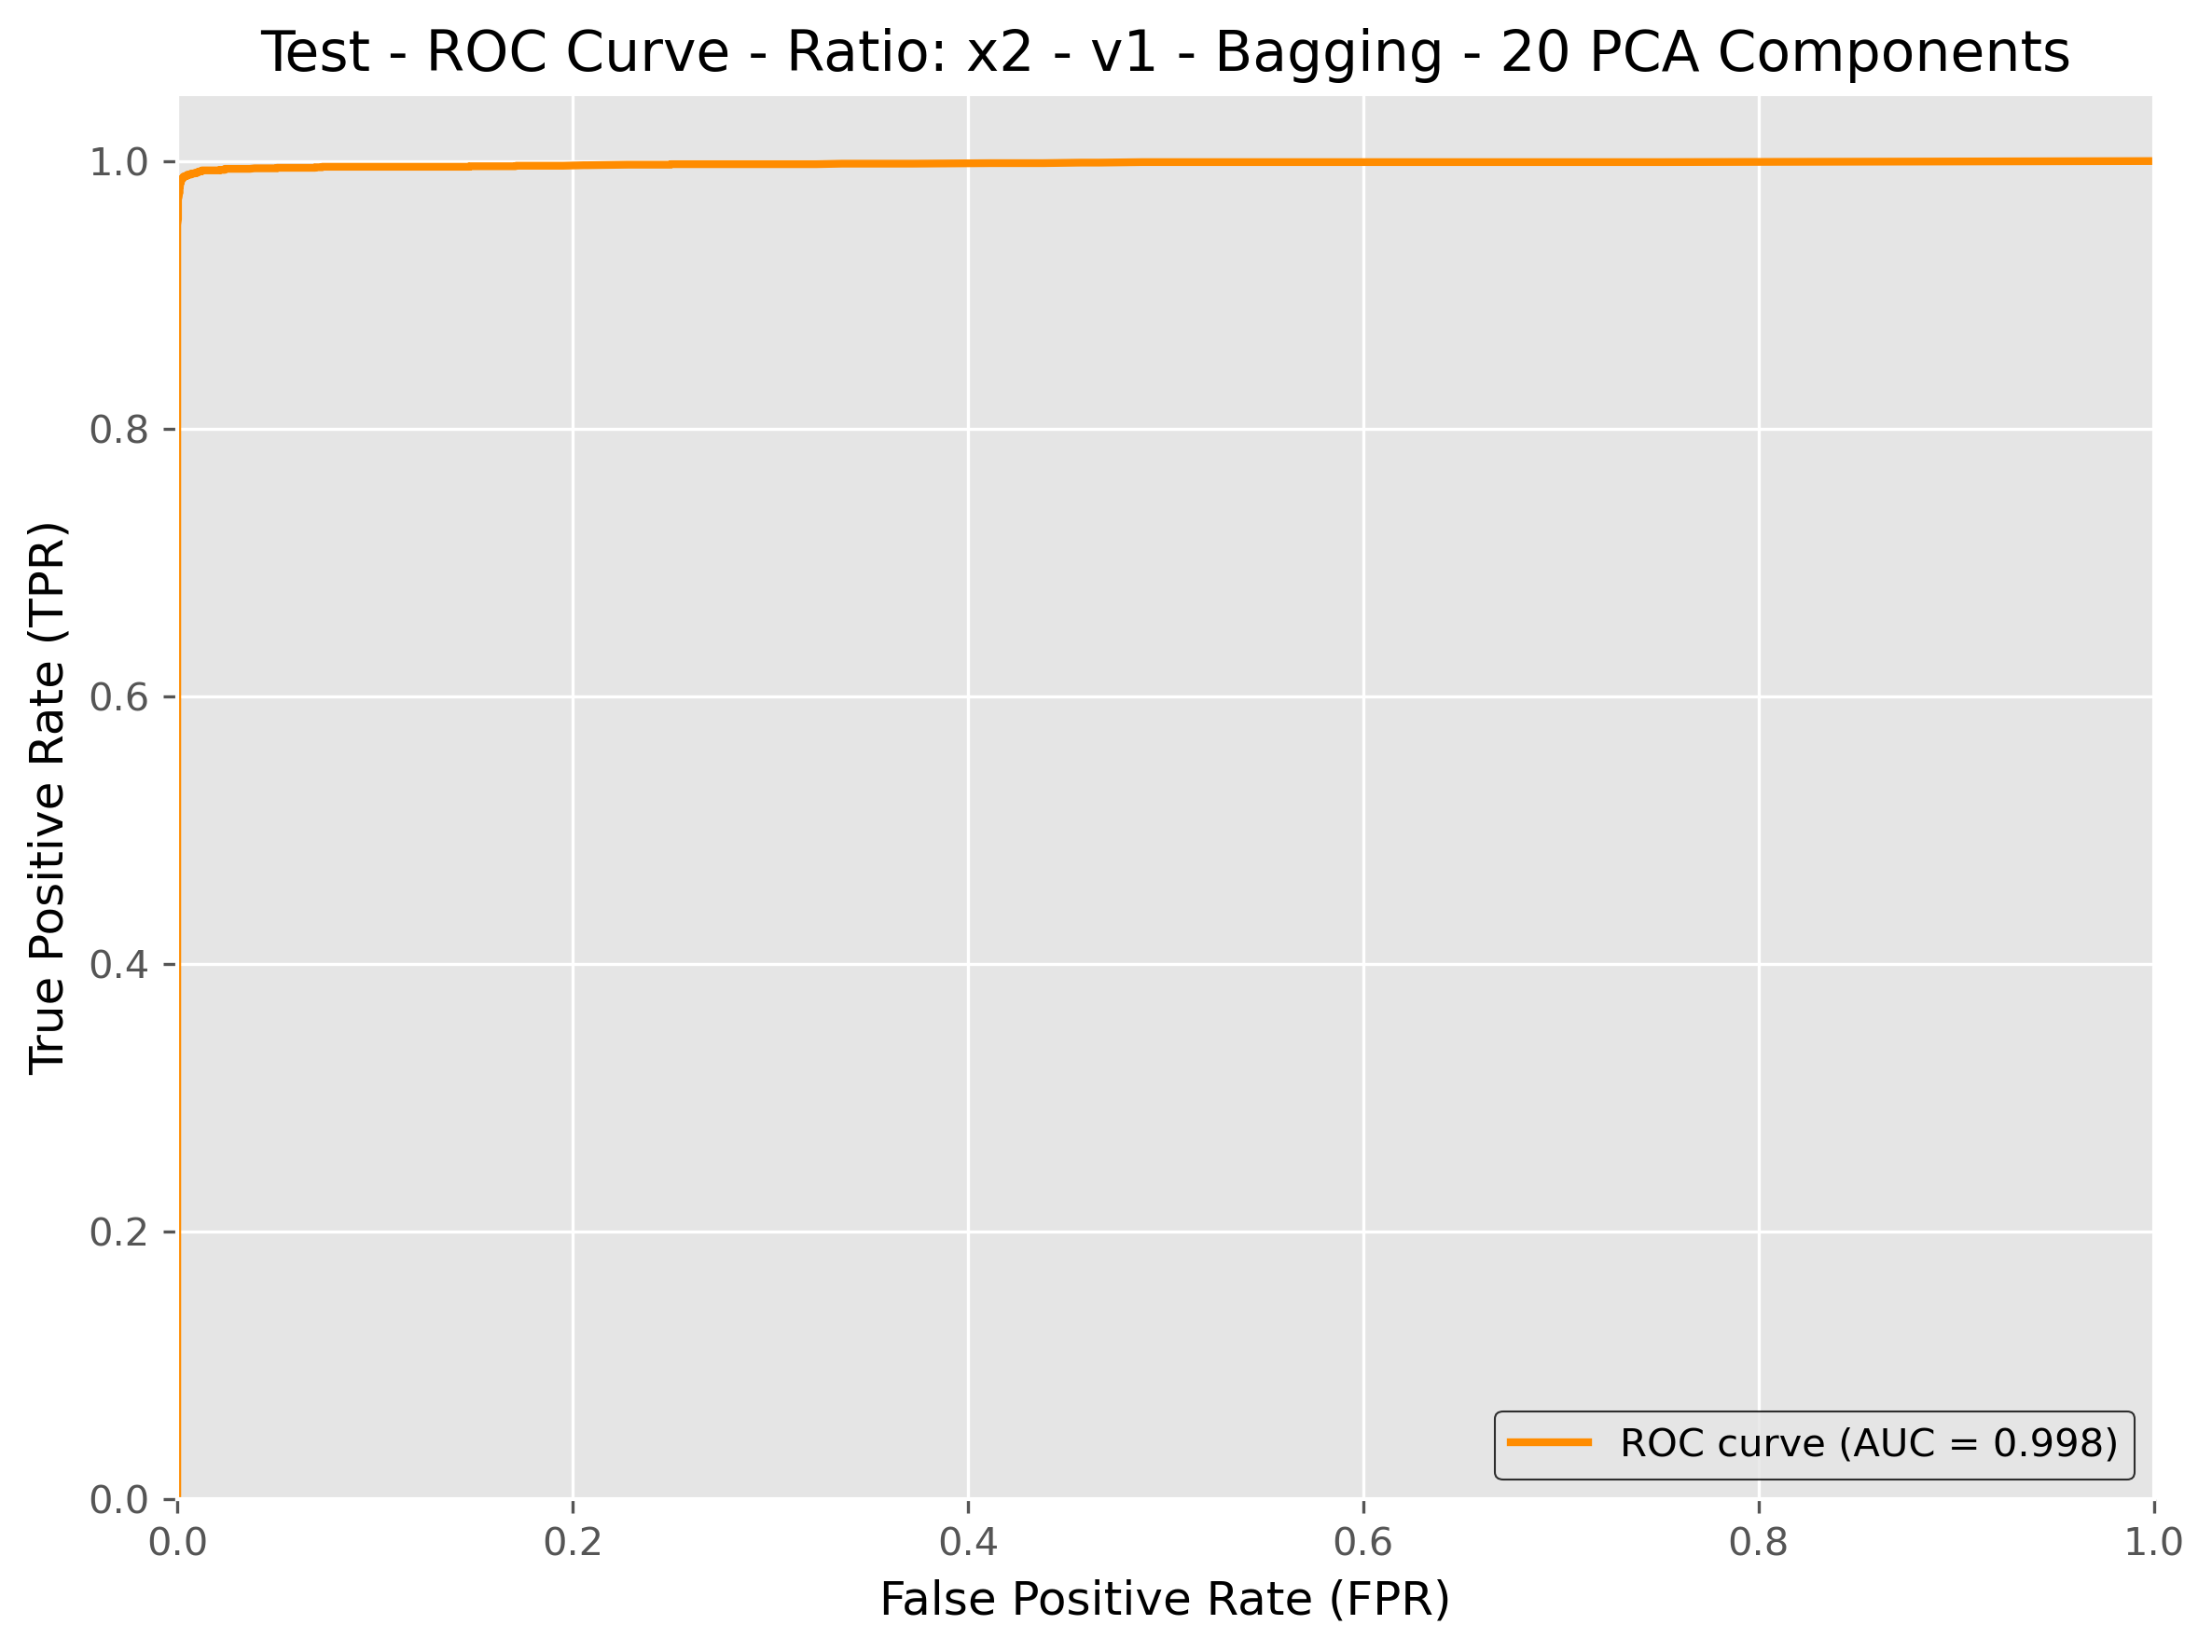 Test - ROC Curve - Ratio: x2 - v1 - Bagging - 20 PCA Components
True Positive Rate (TPR)
1.0
0.8
0.6
0.4
0.2
0.0
ROC curve (AUC = 0.998)
0.0 0.2 0.4 0.6 0.8 1.0
False Positive Rate (FPR)